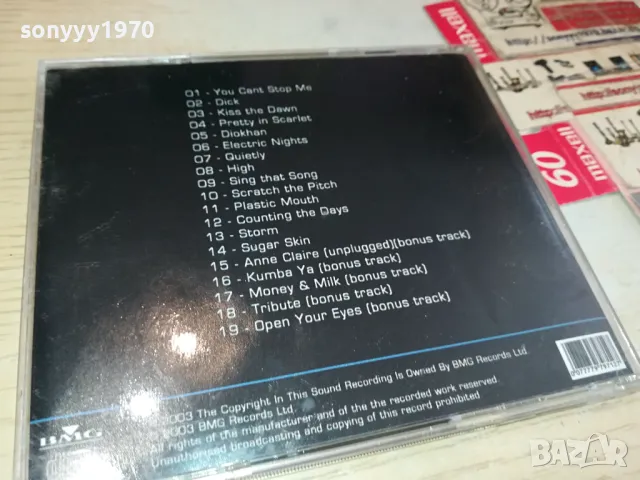 sonyyy1970
01 - You Cant Stop Me
02 - Dick
03 - Kiss the Dawn
04 - Pretty in Scarlet
05 - Diokhan
06 - Electric Nights
07 - Quietly
08 - High
09 - Sing that Song
10 - Scratch the Pitch
11 - Plastic Mouth
12 - Counting the Days
13 - Storm
14 - Sugar Skin
15 - Anne Claire (unplugged)(bonus track)
16 - Kumba Ya (bonus track)
17 - Money & Milk (bonus track)
18 - Tribute (bonus track)
19 - Open Your Eyes (bonus track)
2003 The Copyright In This Sound Recording Is Owned By BMG Records Ltd.
2003 BMG Records Ltd.
All rights of the manufacturer and of the the recorded work reserved
Unauthorised broadcasting and copying of this record prohibited
BMG
maxell
maxell
60
BAZAR.bg